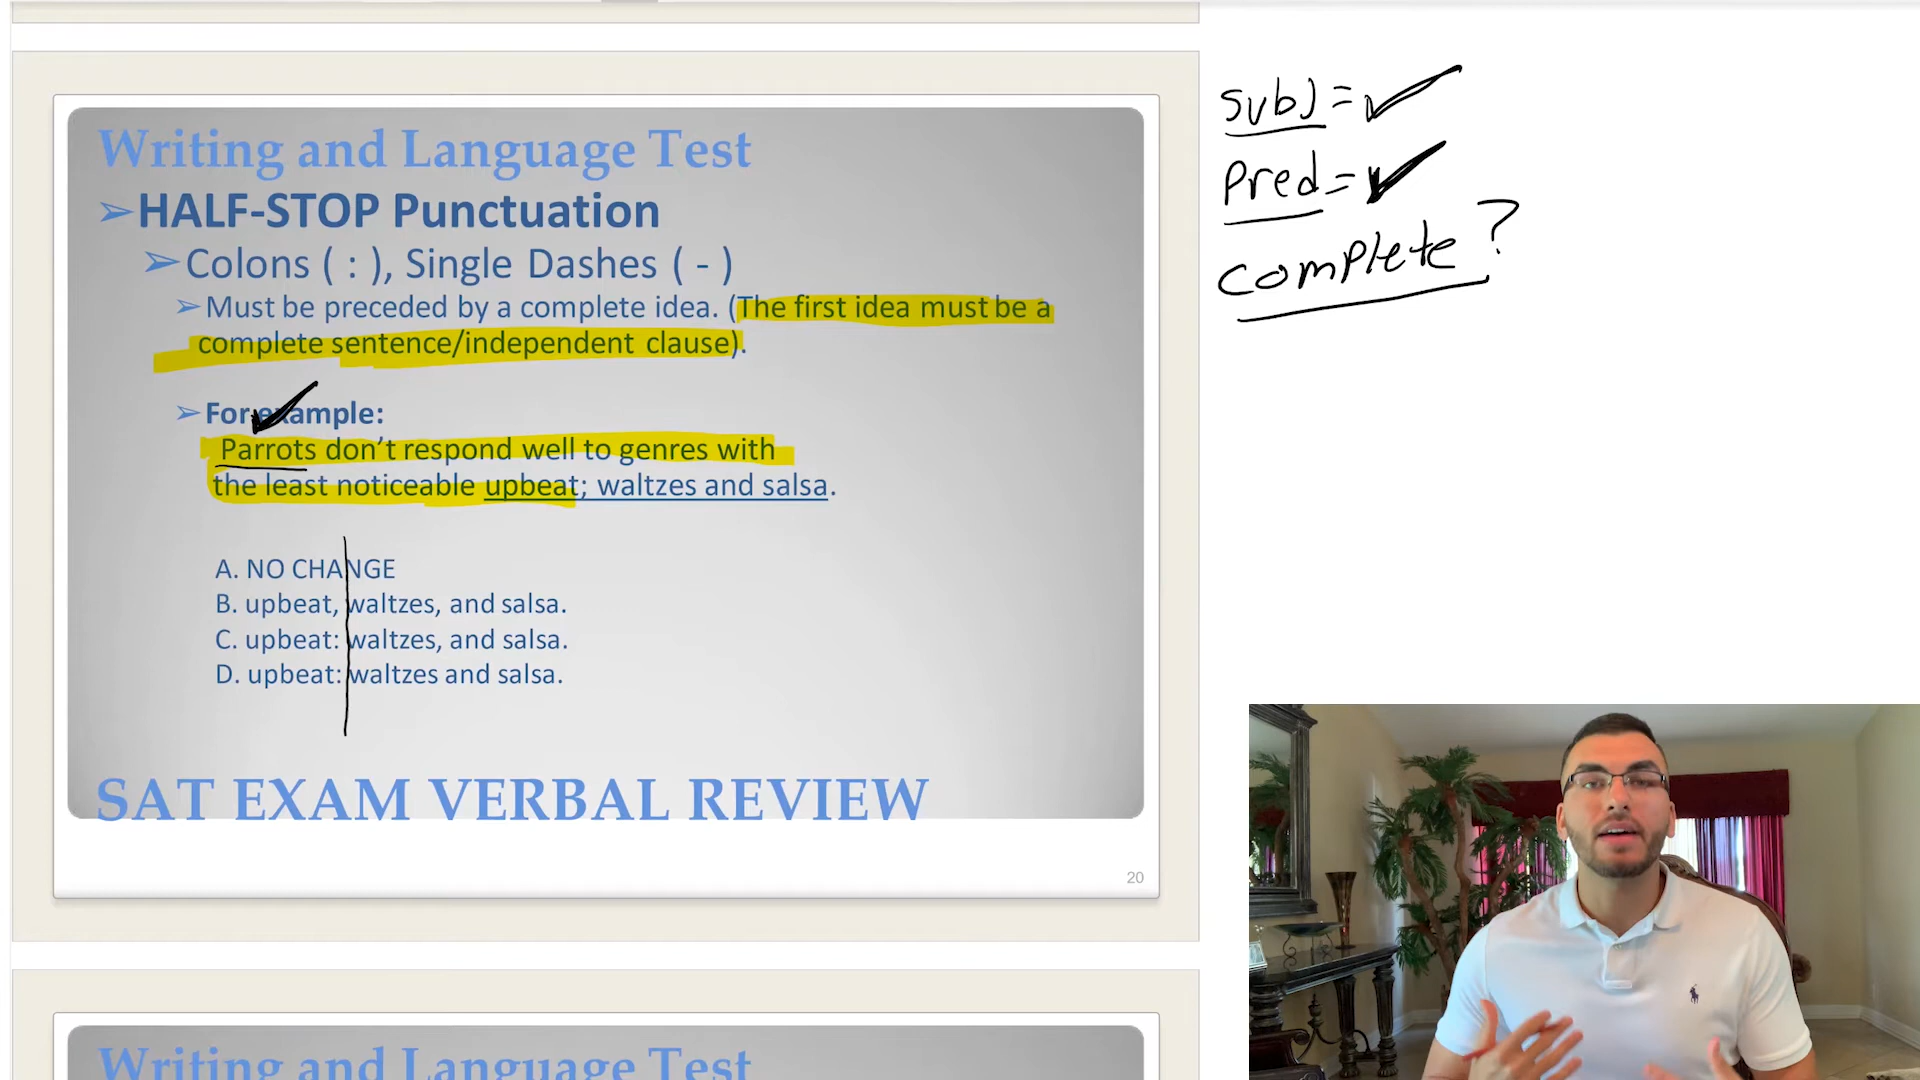 Writing and Language Test
➢HALF-STOP Punctuation
➢Colons ( : ), Single Dashes ( - )
➢Must be preceded by a complete idea. (The first idea must be a
complete sentence/independent clause).
➢For example:
Parrots don't respond well to genres with
the least noticeable upbeat; waltzes and salsa.
A. NO CHANGE
B. upbeat, waltzes, and salsa.
C. upbeat: waltzes, and salsa.
D. upbeat: waltzes and salsa.
SAT EXAM VERBAL REVIEW
20
Writing and Language Test
subj = ✓
Pred = ✓
complete ?